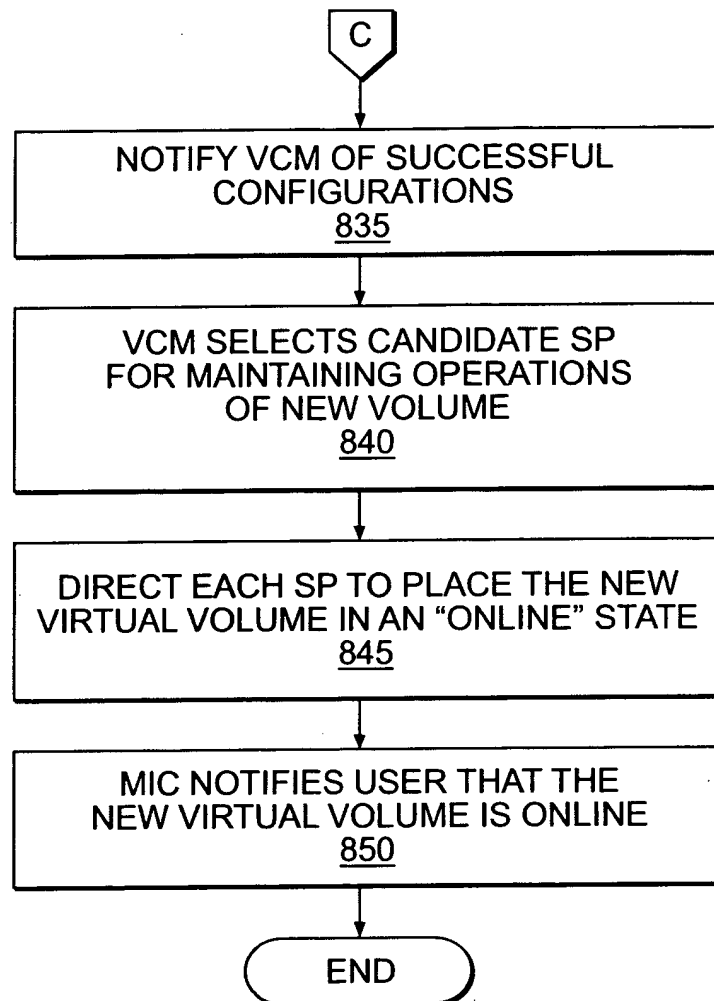 C
NOTIFY VCM OF SUCCESSFUL
CONFIGURATIONS
835
VCM SELECTS CANDIDATE SP
FOR MAINTAINING OPERATIONS
OF NEW VOLUME
840
DIRECT EACH SP TO PLACE THE NEW
VIRTUAL VOLUME IN AN “ONLINE” STATE
845
MIC NOTIFIES USER THAT THE
NEW VIRTUAL VOLUME IS ONLINE
850
END